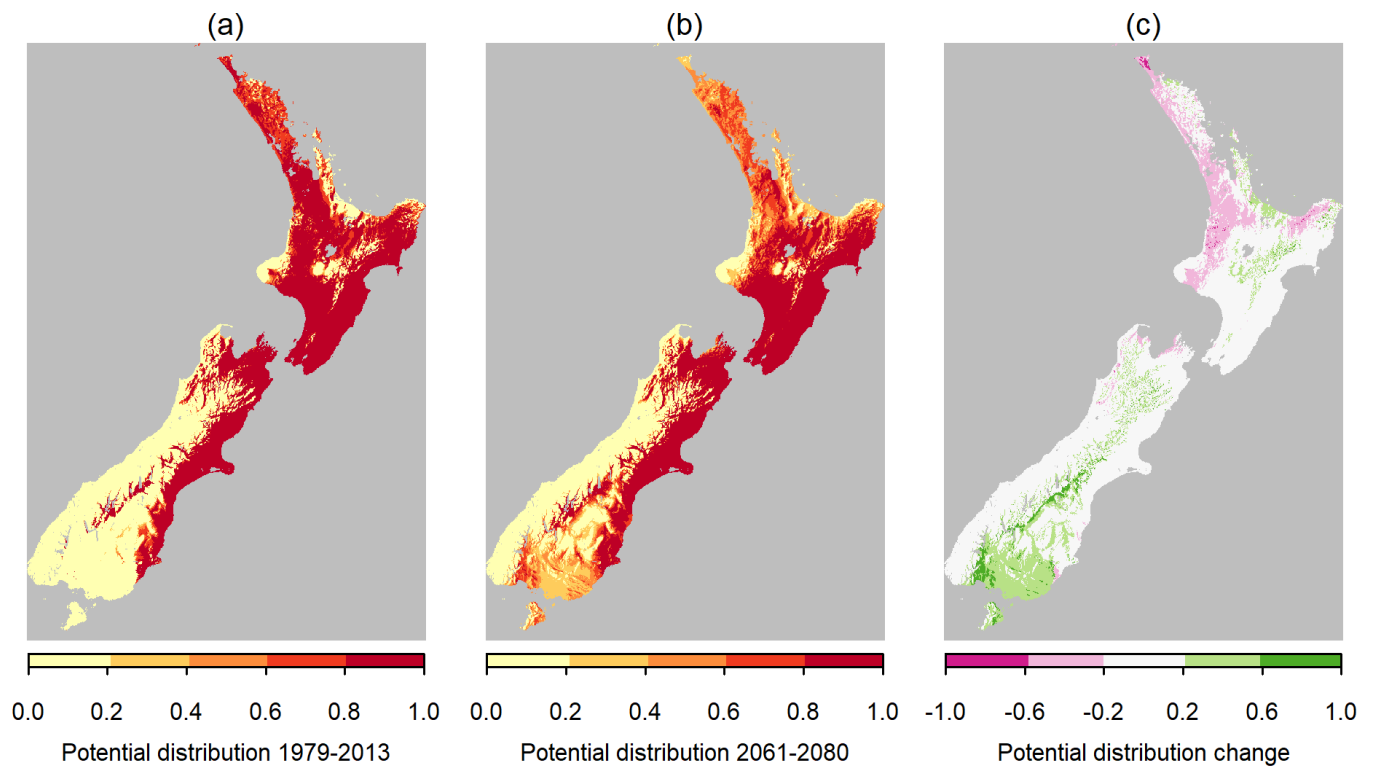 (a) (b) (c)
0.0 0.2 0.4 0.6 0.8 1.0 0.0 0.2 0.4 0.6 0.8 1.0 -1.0 -0.6 -0.2 0.2 0.6 1.0
Potential distribution 1979-2013 Potential distribution 2061-2080 Potential distribution change